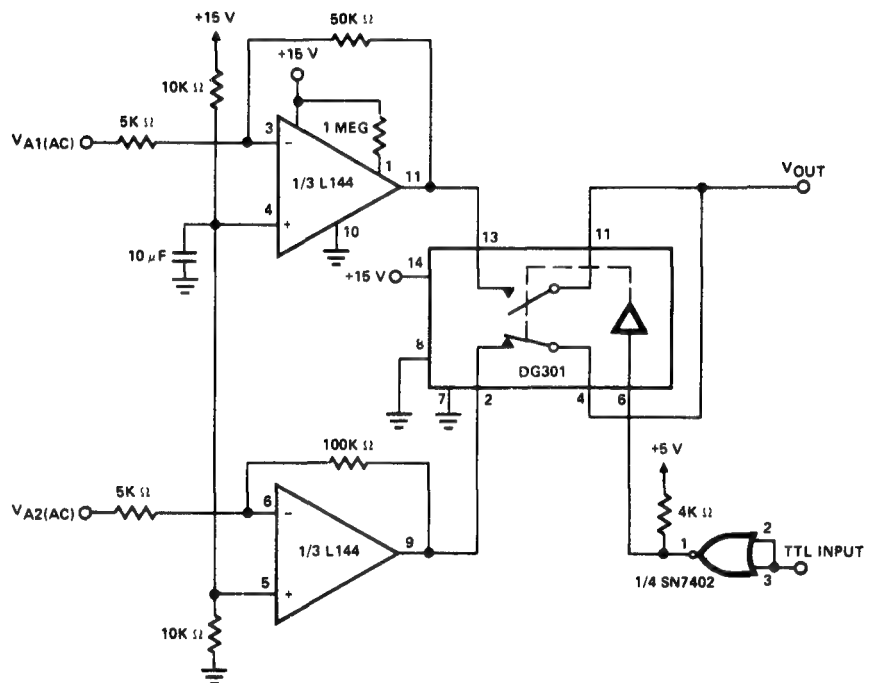 50K Ω
+15 V
+15 V
10K Ω
5K Ω
1 MEG
VA1(AC)
3
−
1
1/3 L144
11
VOUT
4
+
10
13
11
10 μF
14
+15 V
8
DG301
7
2
4
6
100K Ω
+5 V
5K Ω
VA2(AC)
6
−
4K Ω
1/3 L144
9
1
2
TTL INPUT
3
1/4 SN7402
5
+
10K Ω